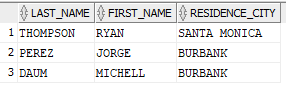 LAST_NAME FIRST_NAME RESIDENCE_CITY
1 THOMPSON RYAN SANTA MONICA
2 PEREZ JORGE BURBANK
3 DAUM MICHELL BURBANK